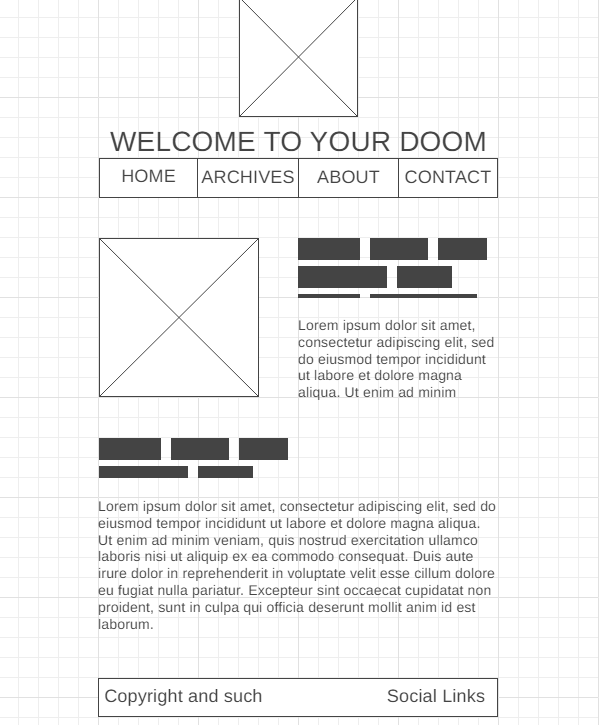 WELCOME TO YOUR DOOM
HOME ARCHIVES ABOUT CONTACT
Lorem ipsum dolor sit amet,
consectetur adipiscing elit, sed
do eiusmod tempor incididunt
ut labore et dolore magna
aliqua. Ut enim ad minim
Lorem ipsum dolor sit amet, consectetur adipiscing elit, sed do
eiusmod tempor incididunt ut labore et dolore magna aliqua.
Ut enim ad minim veniam, quis nostrud exercitation ullamco
laboris nisi ut aliquip ex ea commodo consequat. Duis aute
irure dolor in reprehenderit in voluptate velit esse cillum dolore
eu fugiat nulla pariatur. Excepteur sint occaecat cupidatat non
proident, sunt in culpa qui officia deserunt mollit anim id est
laborum.
Copyright and such Social Links